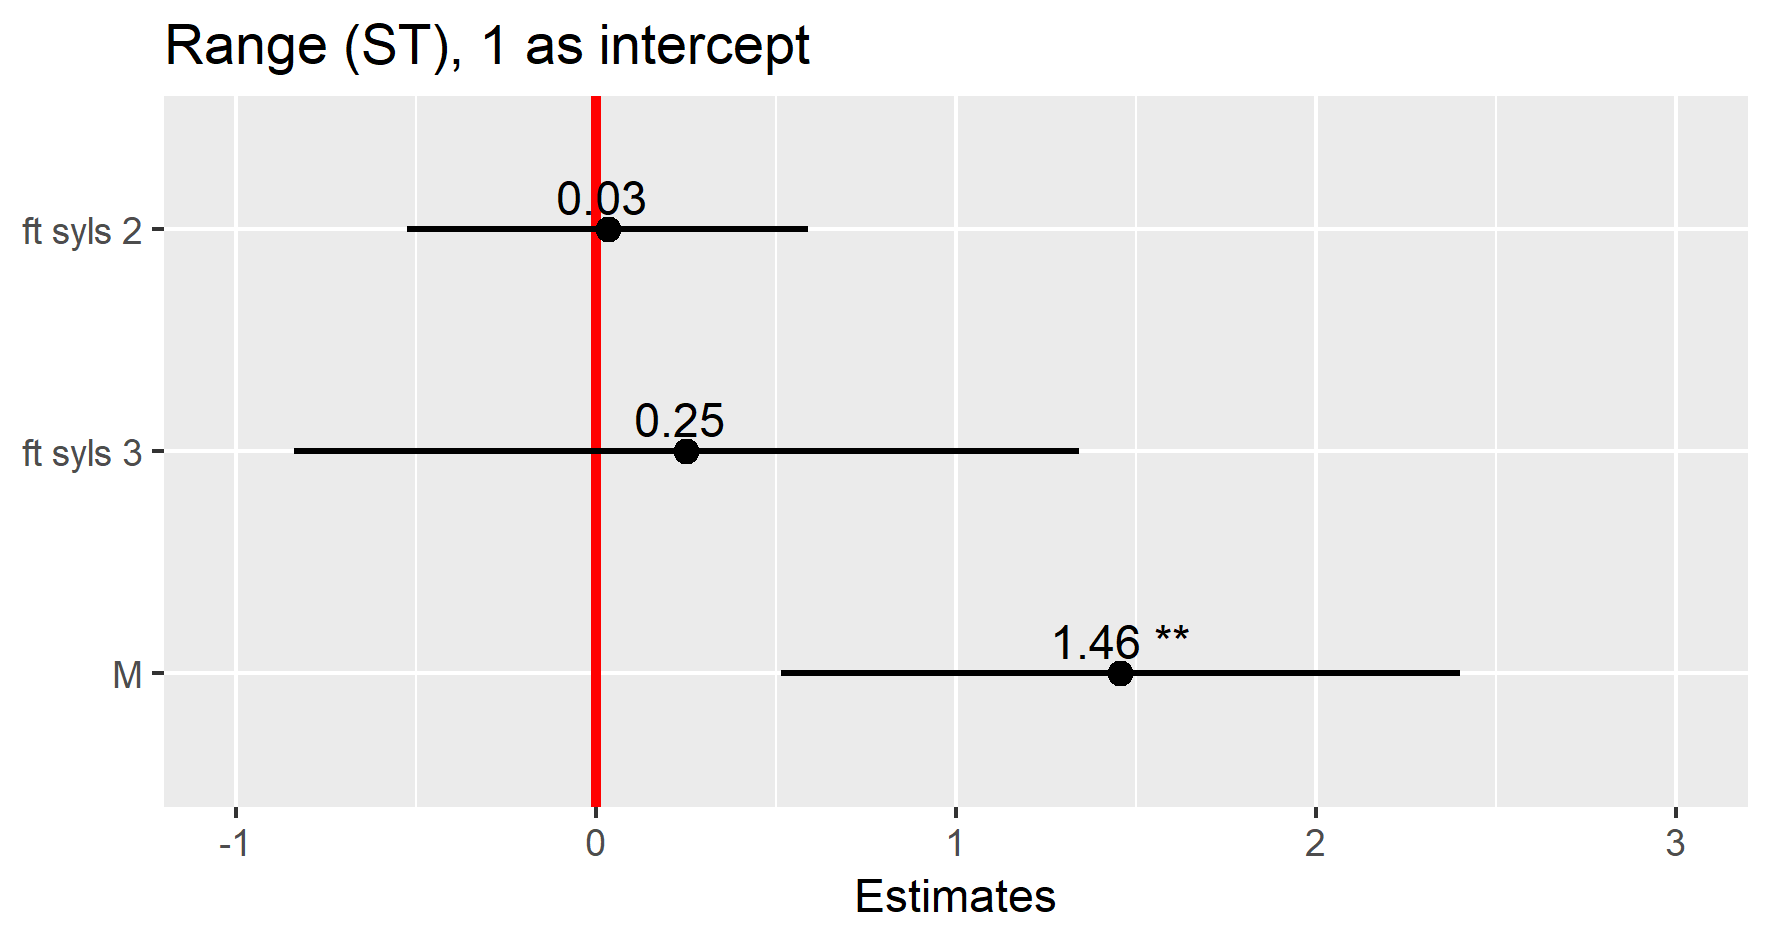 Range (ST), 1 as intercept
0.03
ft syls 2
0.25
ft syls 3
1.46 **
M
-1 0 1 2 3
Estimates